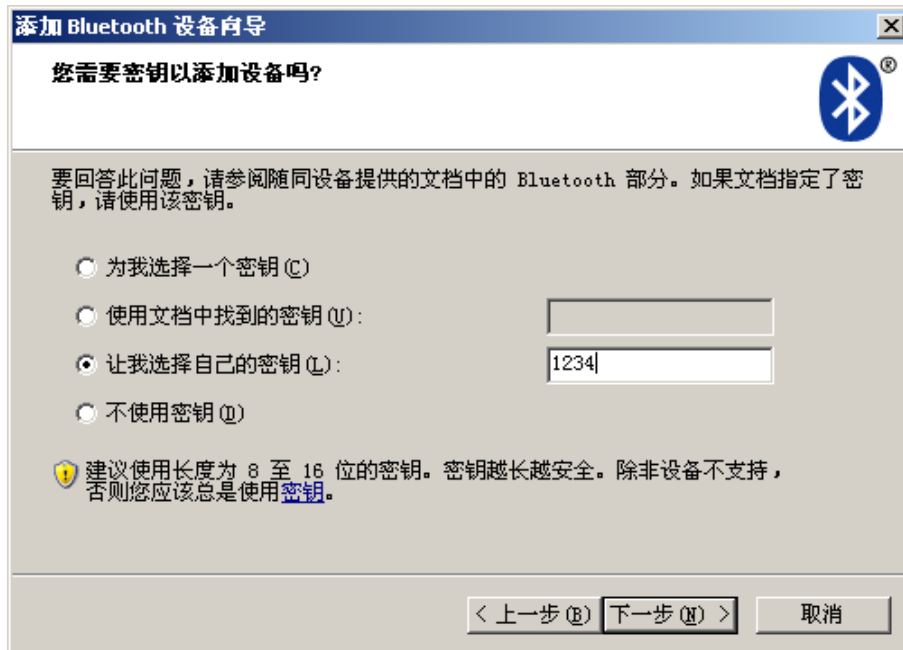 添加 Bluetooth 设备向导
您需要密钥以添加设备吗?
®
要回答此问题，请参阅随同设备提供的文档中的 Bluetooth 部分。如果文档指定了密
钥，请使用该密钥。
为我选择一个密钥(C)
使用文档中找到的密钥(U):
让我选择自己的密钥(L): 1234
不使用密钥(D)
建议使用长度为 8 至 16 位的密钥。密钥越长越安全。除非设备不支持，
否则您应该总是使用密钥。
< 上一步(B) 下一步(N) > 取消